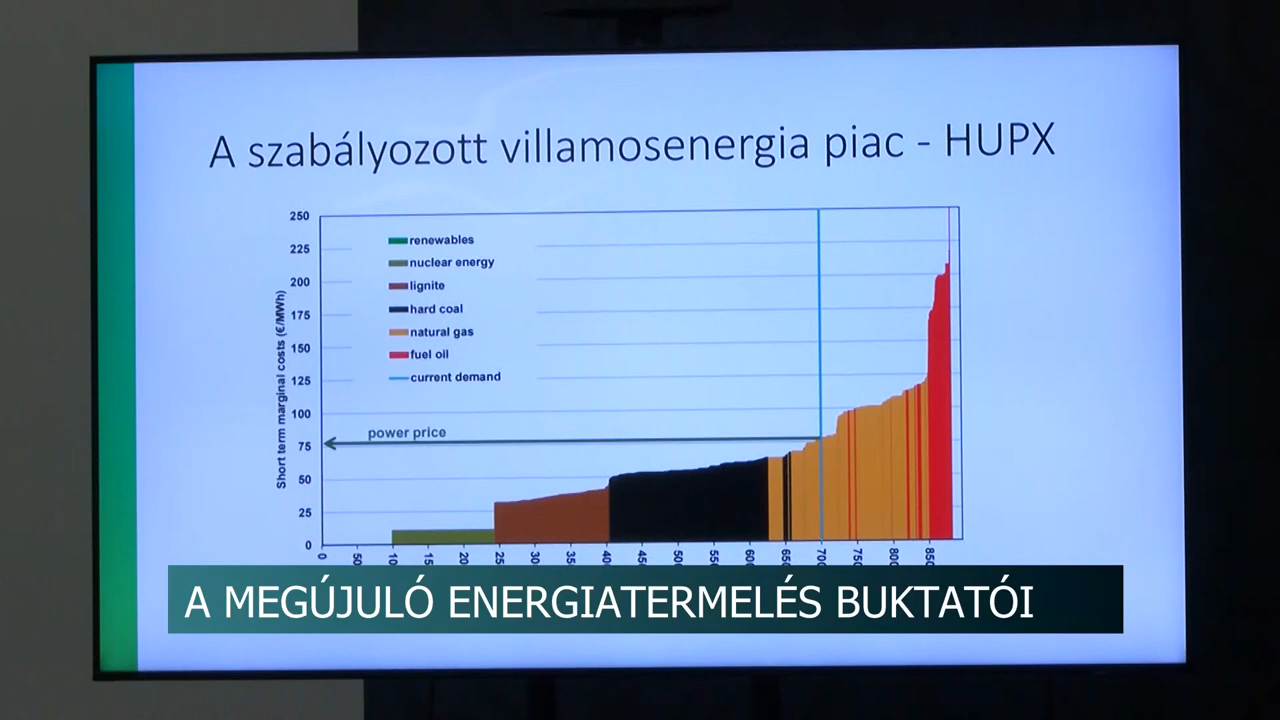 A szabályozott villamosenergia piac - HUPX
250
225
200
175
150
125
100
75
50
25
0
Short term marginal costs (€/MWh)
renewables
nuclear energy
lignite
hard coal
natural gas
fuel oil
current demand
power price
0
A MEGÚJULÓ ENERGIATERMELÉS BUKTATÓI